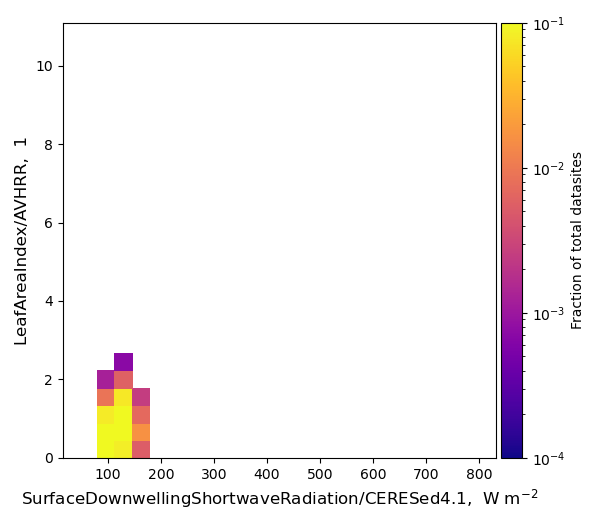 10
8
6
4
2
0
LeafAreaIndex/AVHRR,  1
100 200 300 400 500 600 700 800
SurfaceDownwellingShortwaveRadiation/CERESed4.1,  W m⁻²
10⁻¹
10⁻²
10⁻³
10⁻⁴
Fraction of total datasites